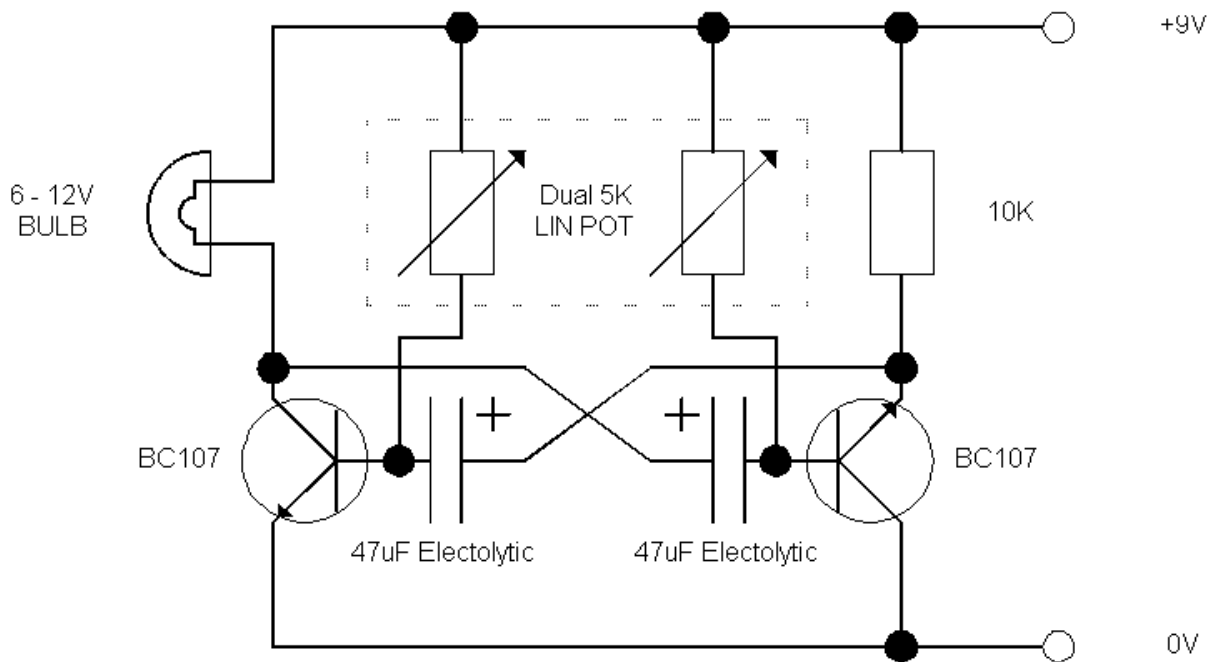 +9V
6 - 12V
BULB
Dual 5K
LIN POT
10K
+
+
BC107
BC107
47uF Electolytic
47uF Electolytic
0V